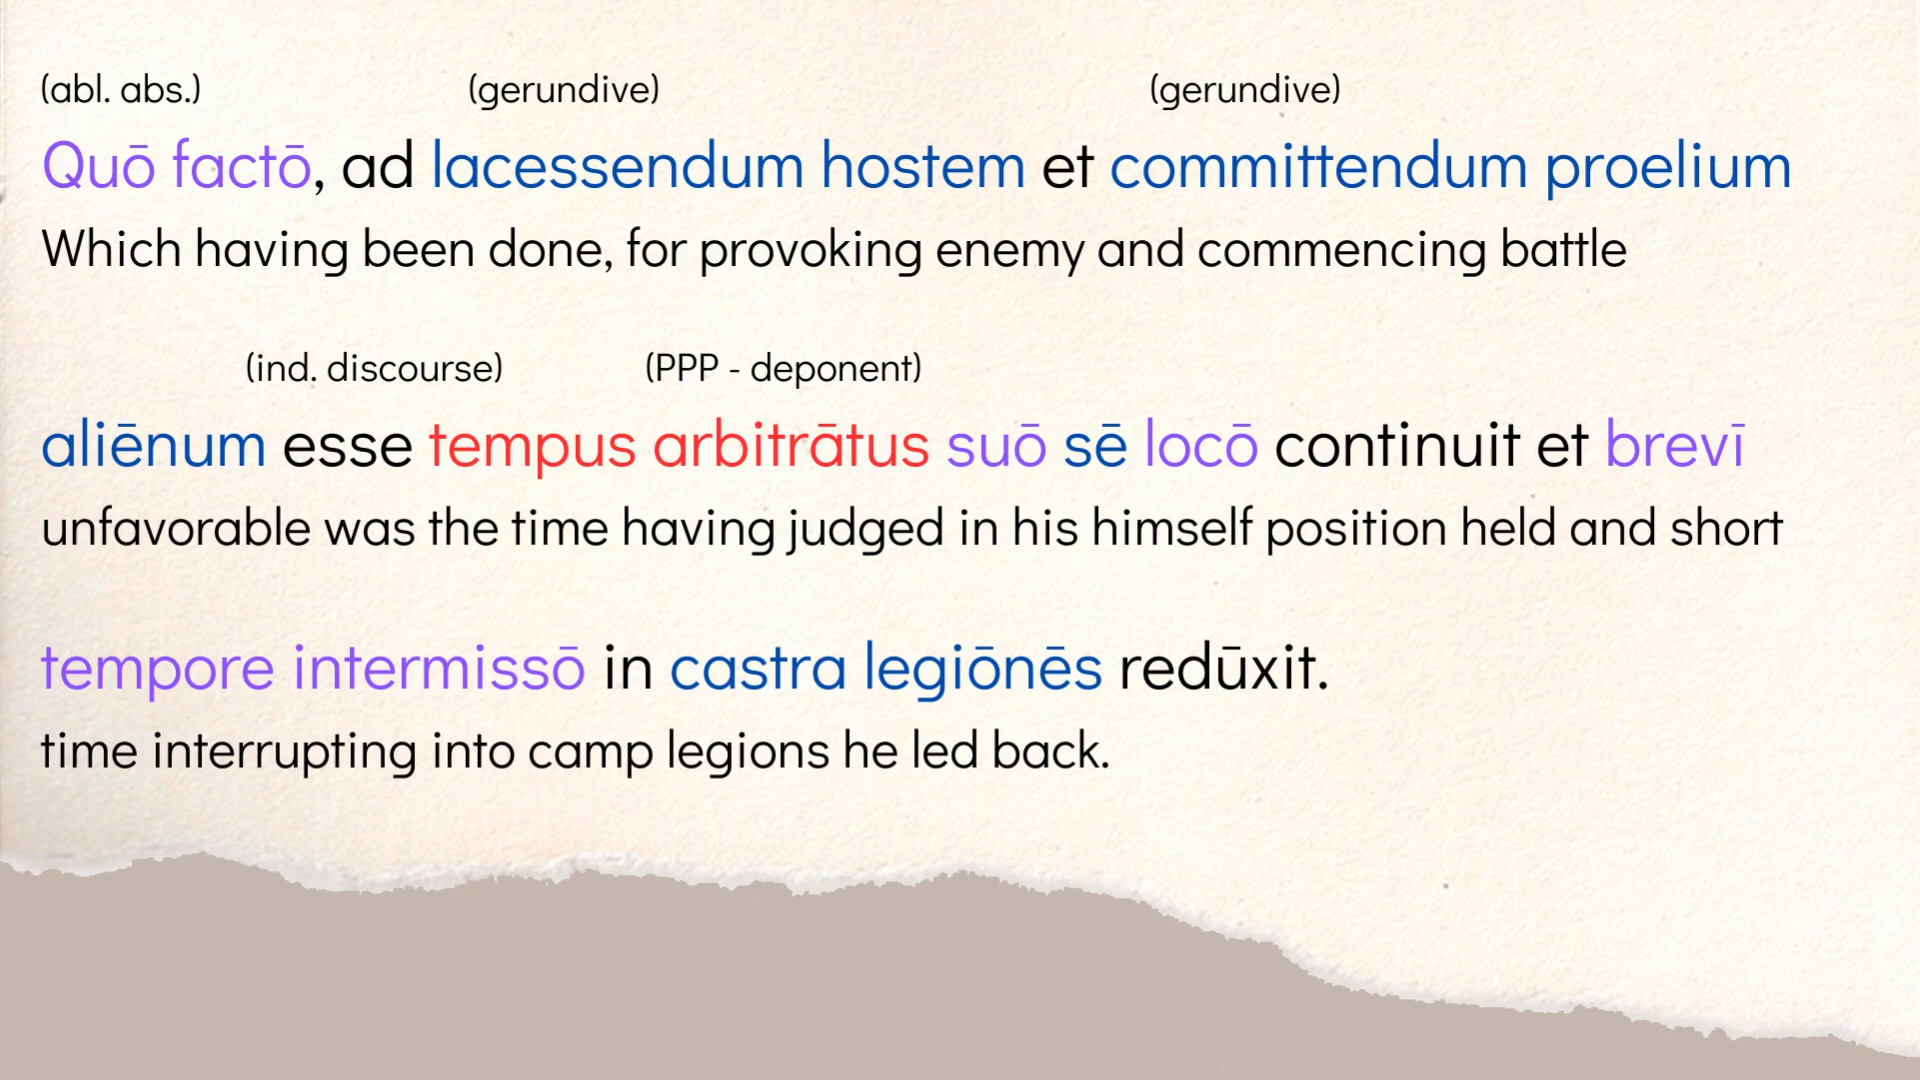 (abl. abs.) (gerundive) (gerundive)
Quō factō, ad lacessendum hostem et committendum proelium
Which having been done, for provoking enemy and commencing battle
(ind. discourse) (PPP - deponent)
aliēnum esse tempus arbitrātus suō sē locō continuit et brevī
unfavorable was the time having judged in his himself position held and short
tempore intermissō in castra legiōnēs redūxit.
time interrupting into camp legions he led back.